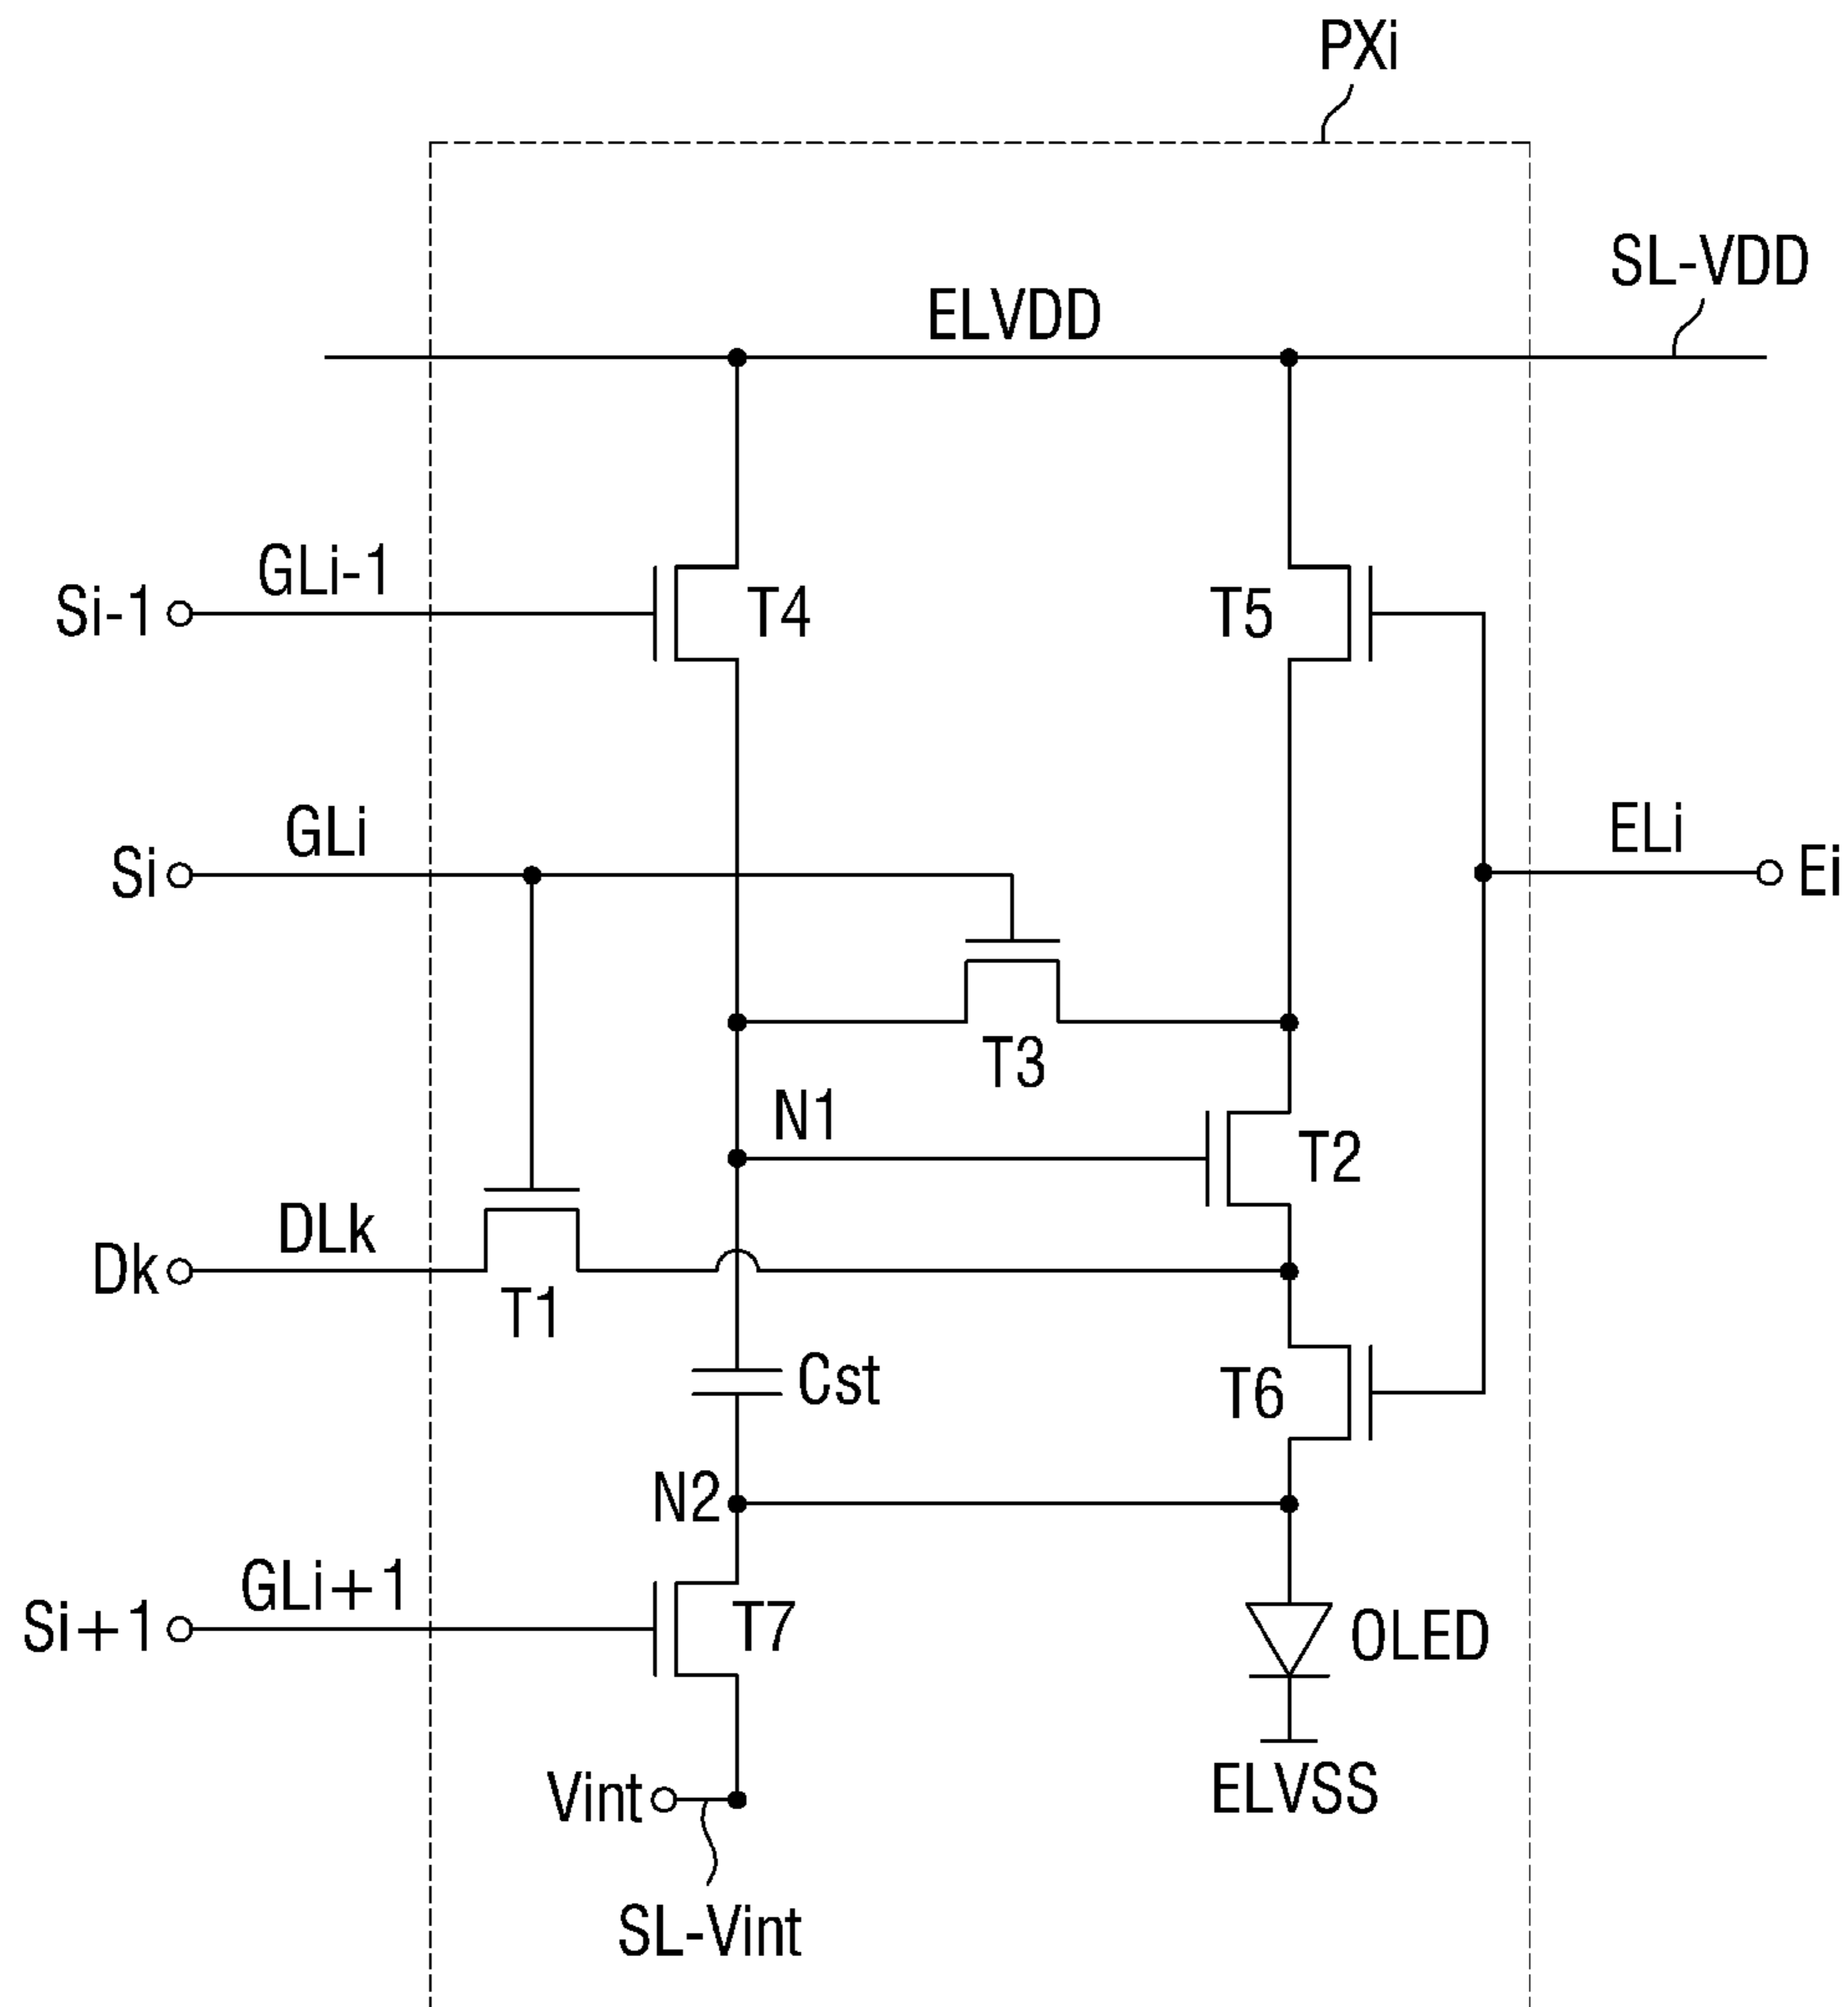 PXi
SL-VDD
ELVDD
GLi-1
Si-1
T4
T5
GLi
Si
ELi
Ei
T3
N1
T2
DLk
Dk
T1
Cst
T6
N2
GLi+1
Si+1
T7
OLED
Vint
ELVSS
SL-Vint